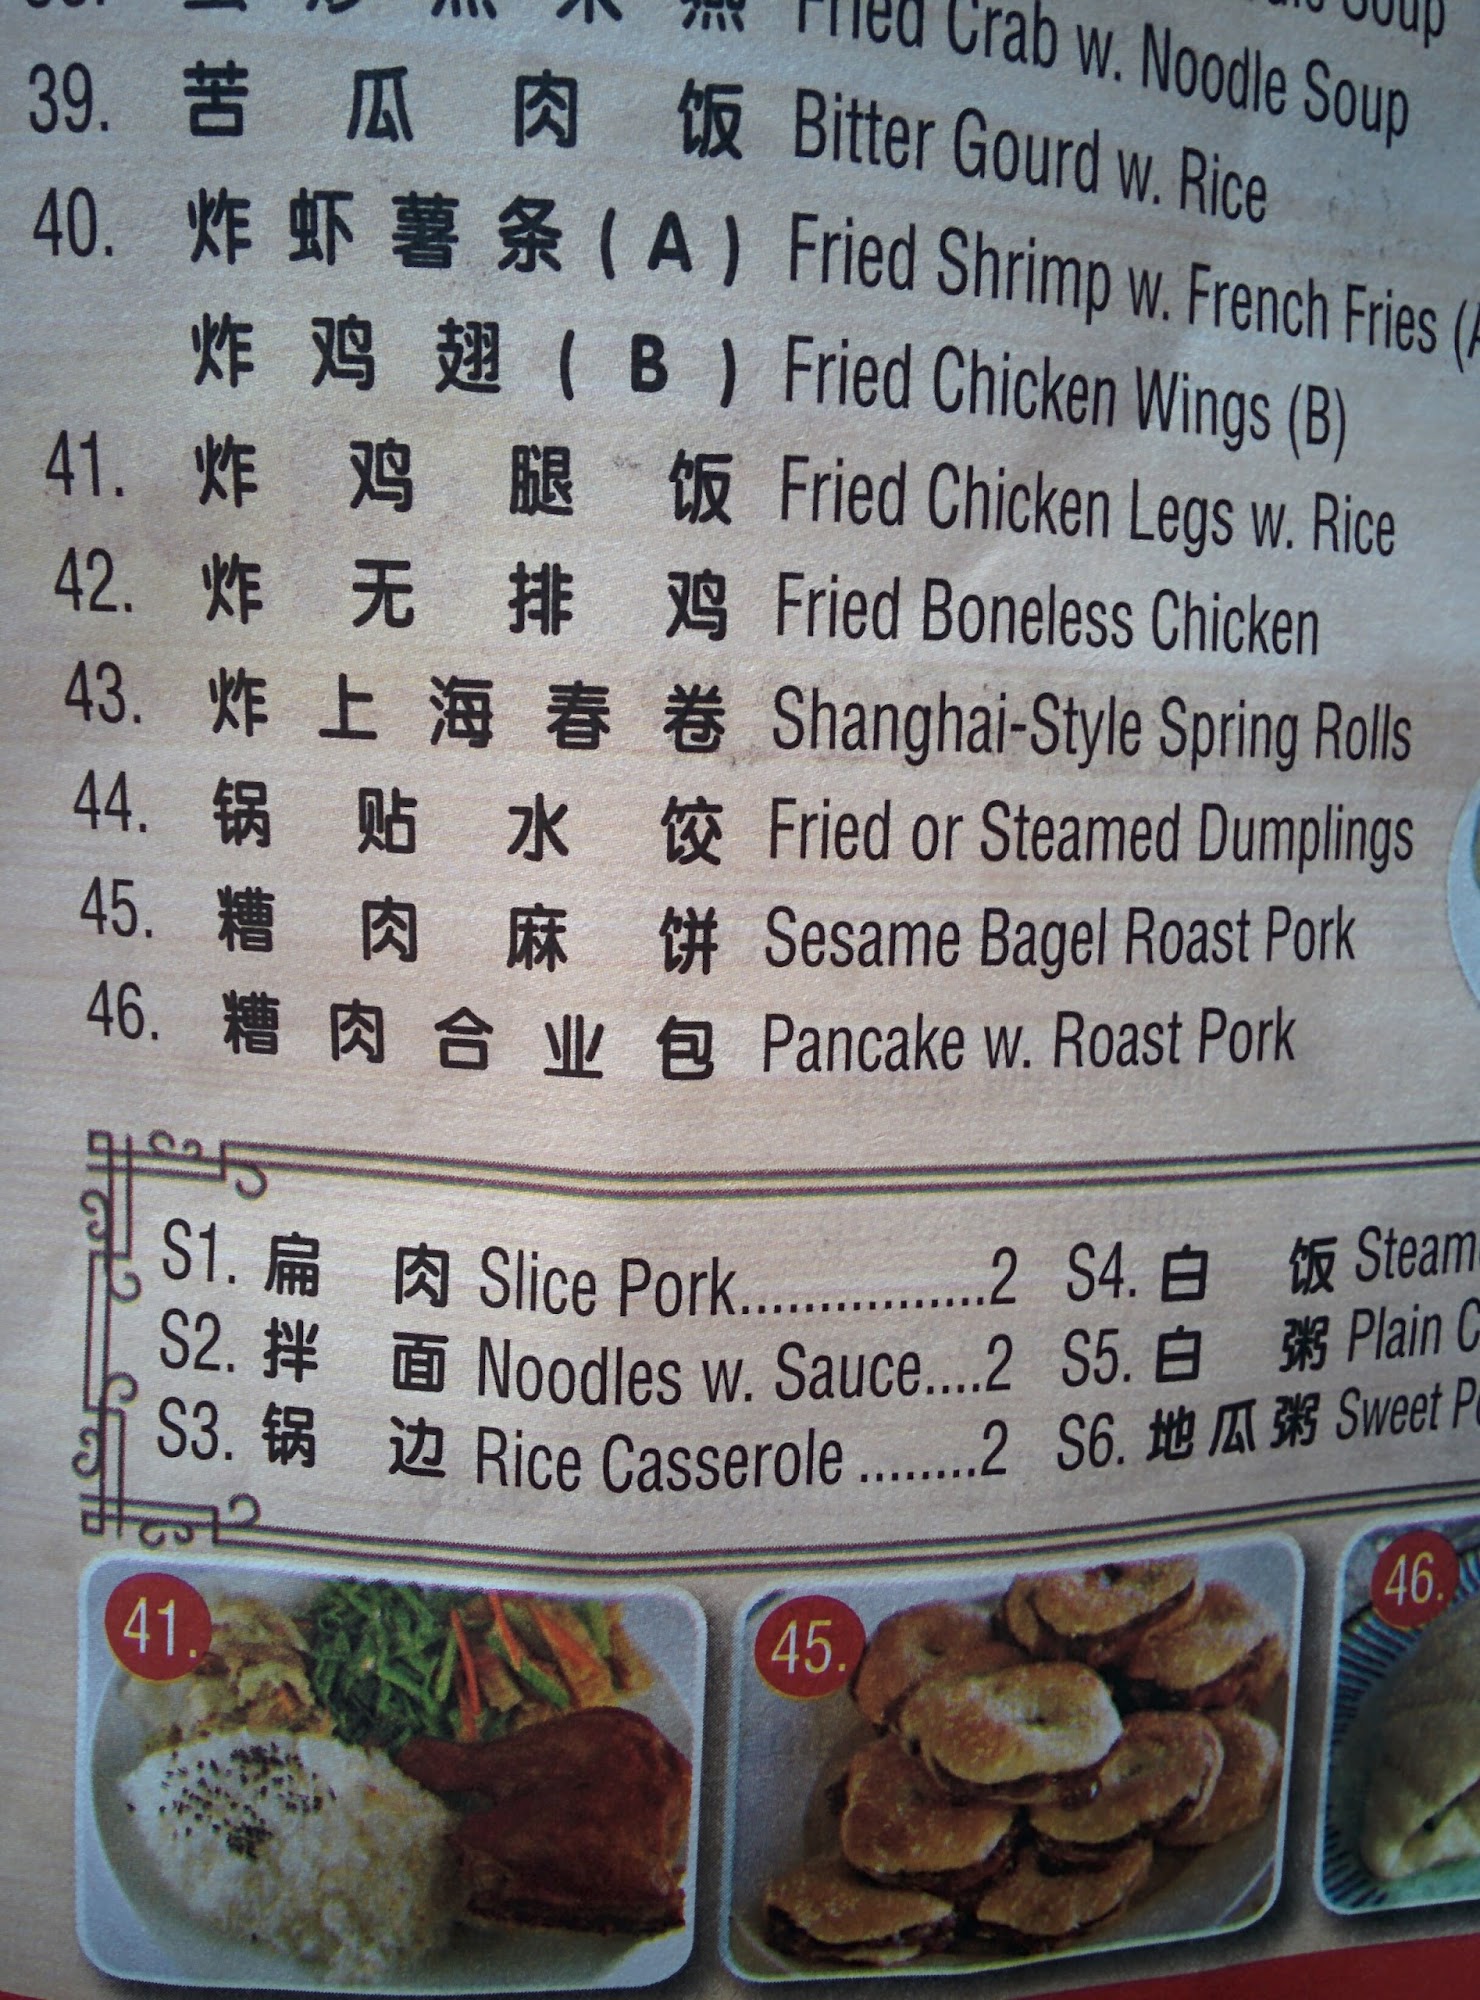 Soup
Fried Crab w. Noodle Soup
39. 苦瓜肉饭 Bitter Gourd w. Rice
40. 炸虾薯条(A) Fried Shrimp w. French Fries
炸鸡翅(B) Fried Chicken Wings (B)
41. 炸鸡腿饭 Fried Chicken Legs w. Rice
42. 炸无排鸡 Fried Boneless Chicken
43. 炸上海春卷 Shanghai-Style Spring Rolls
44. 锅贴水饺 Fried or Steamed Dumplings
45. 糟肉麻饼 Sesame Bagel Roast Pork
46. 糟肉合业包 Pancake w. Roast Pork
S1. 扁肉 Slice Pork................2 S4. 白饭 Steam
S2. 拌面 Noodles w. Sauce....2 S5. 白粥 Plain
S3. 锅边 Rice Casserole ........2 S6. 地瓜粥 Sweet
41. 45. 46.